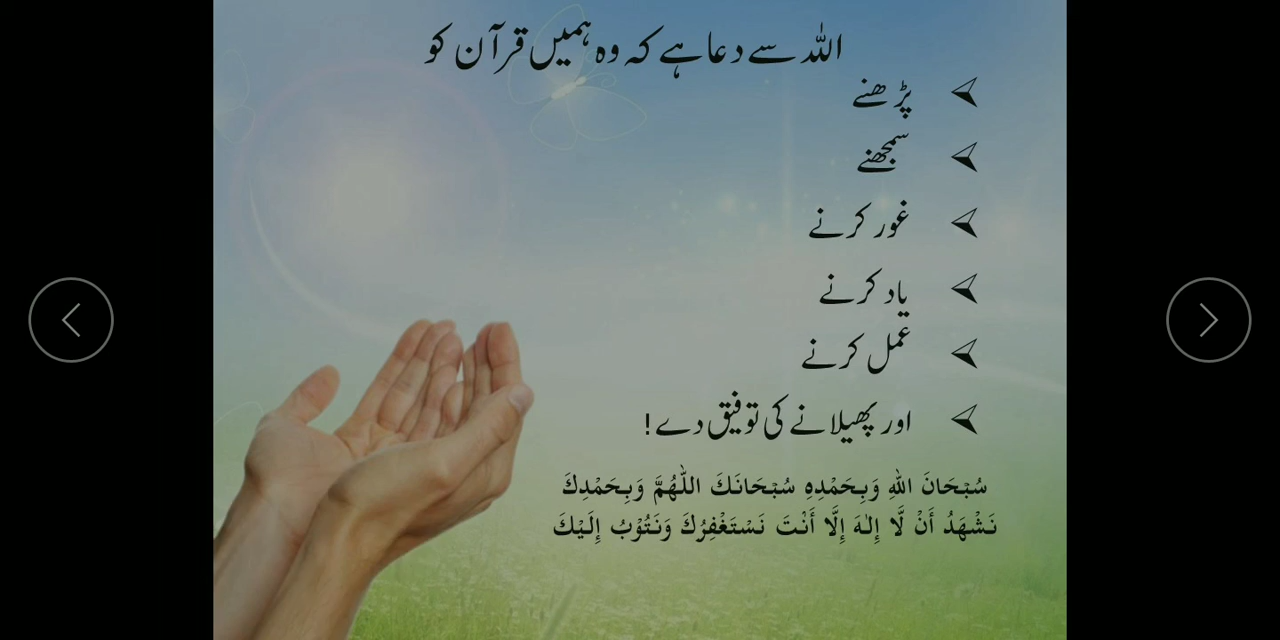 اللہ سے دعا ہے کہ وہ ہمیں قرآن کو
پڑھنے
سمجھنے
غور کرنے
یاد کرنے
عمل کرنے
اور پھیلانے کی توفیق دے!
سُبْحَانَ اللهِ وَبِحَمْدِهِ سُبْحَانَكَ اللّٰهُمَّ وَبِحَمْدِكَ
نَشْهَدُ أَنْ لَّا إِلٰهَ إِلَّا أَنْتَ نَسْتَغْفِرُكَ وَنَتُوْبُ إِلَيْكَ